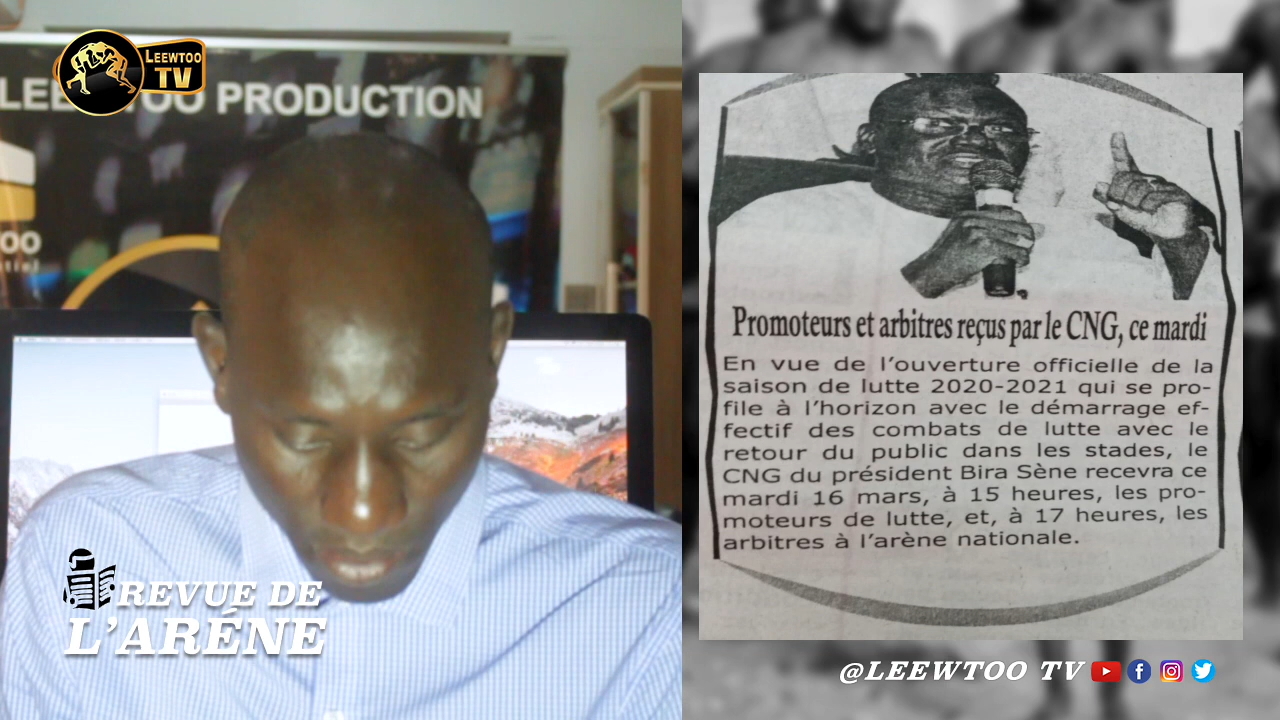 LEEWTOO
TV
LEEWTOO PRODUCTION
OO
REVUE DE
L'ARÉNE
Promoteurs et arbitres reçus par le CNG, ce mardi
En vue de l'ouverture officielle de la
saison de lutte 2020-2021 qui se pro-
file à l'horizon avec le démarrage ef-
fectif des combats de lutte avec le
retour du public dans les stades, le
CNG du président Bira Sène recevra ce
mardi 16 mars, à 15 heures, les pro-
moteurs de lutte, et, à 17 heures, les
arbitres à l'arène nationale.
@LEEWTOO TV